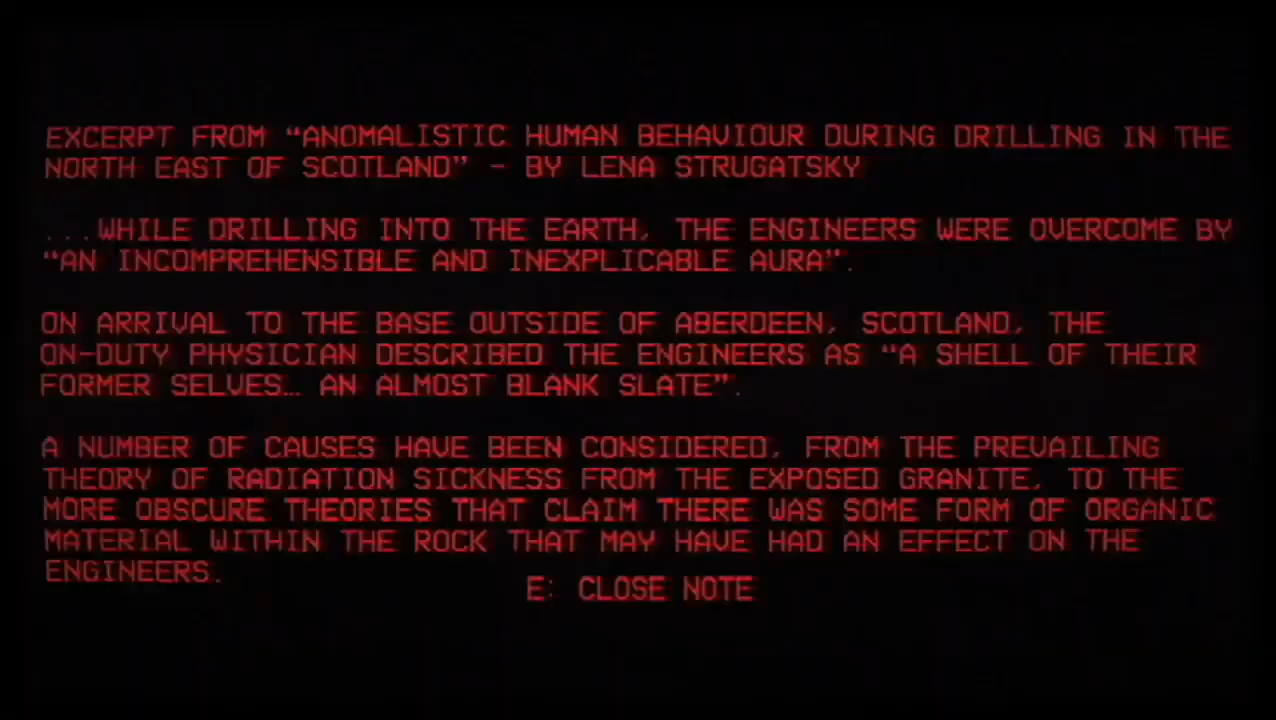 EXCERPT FROM “ANOMALISTIC HUMAN BEHAVIOUR DURING DRILLING IN THE
NORTH EAST OF SCOTLAND” - BY LENA STRUGATSKY
...WHILE DRILLING INTO THE EARTH, THE ENGINEERS WERE OVERCOME BY
“AN INCOMPREHENSIBLE AND INEXPLICABLE AURA”.
ON ARRIVAL TO THE BASE OUTSIDE OF ABERDEEN, SCOTLAND, THE
ON-DUTY PHYSICIAN DESCRIBED THE ENGINEERS AS “A SHELL OF THEIR
FORMER SELVES… AN ALMOST BLANK SLATE”.
A NUMBER OF CAUSES HAVE BEEN CONSIDERED, FROM THE PREVAILING
THEORY OF RADIATION SICKNESS FROM THE EXPOSED GRANITE, TO THE
MORE OBSCURE THEORIES THAT CLAIM THERE WAS SOME FORM OF ORGANIC
MATERIAL WITHIN THE ROCK THAT MAY HAVE HAD AN EFFECT ON THE
ENGINEERS.
E: CLOSE NOTE